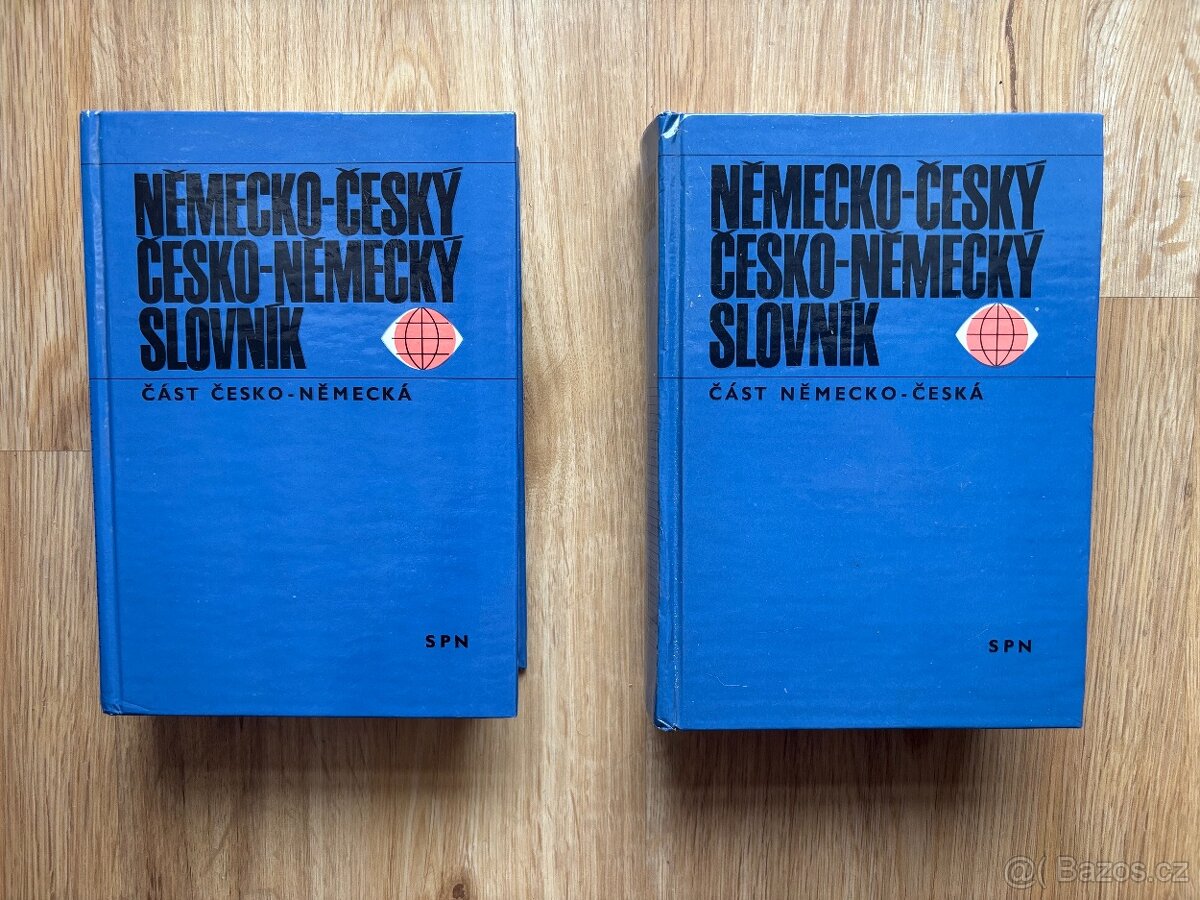 NĚMECKO-ČESKÝ
ČESKO-NĚMECKÝ
SLOVNÍK
ČÁST ČESKO-NĚMECKÁ
SPN
NĚMECKO-ČESKÝ
ČESKO-NĚMECKÝ
SLOVNÍK
ČÁST NĚMECKO-ČESKÁ
SPN
@( Bazos.cz